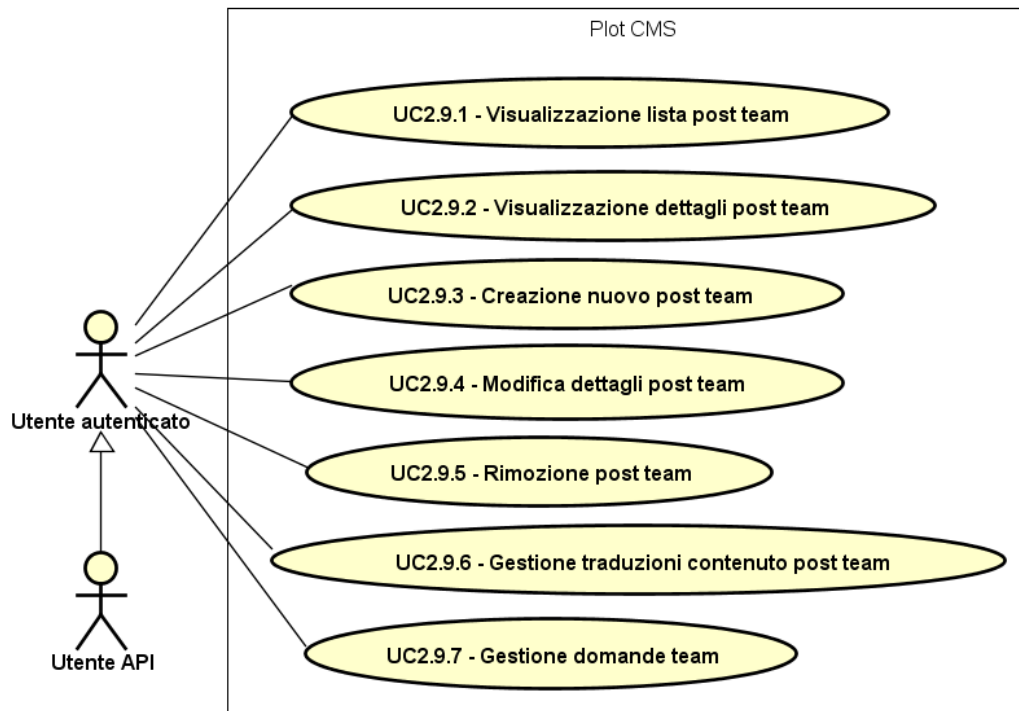 Plot CMS
UC2.9.1 - Visualizzazione lista post team
UC2.9.2 - Visualizzazione dettagli post team
UC2.9.3 - Creazione nuovo post team
UC2.9.4 - Modifica dettagli post team
Utente autenticato
UC2.9.5 - Rimozione post team
UC2.9.6 - Gestione traduzioni contenuto post team
UC2.9.7 - Gestione domande team
Utente API